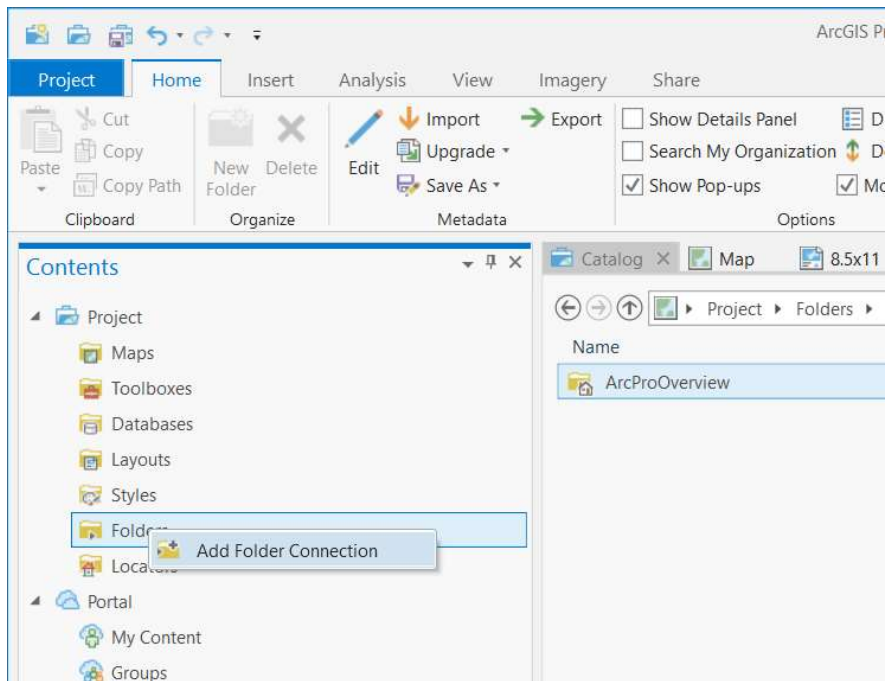 ArcGIS Pr
Project Home Insert Analysis View Imagery Share
Cut Import Export Show Details Panel D
Copy Upgrade Search My Organization D
Paste New Folder Delete Edit
Copy Path Save As Show Pop-ups Mo
Clipboard Organize Metadata Options
Contents
Catalog Map 8.5x11
Project
Project Folders
Maps
Name
Toolboxes
ArcProOverview
Databases
Layouts
Styles
Add Folder Connection
Portal
My Content
Groups